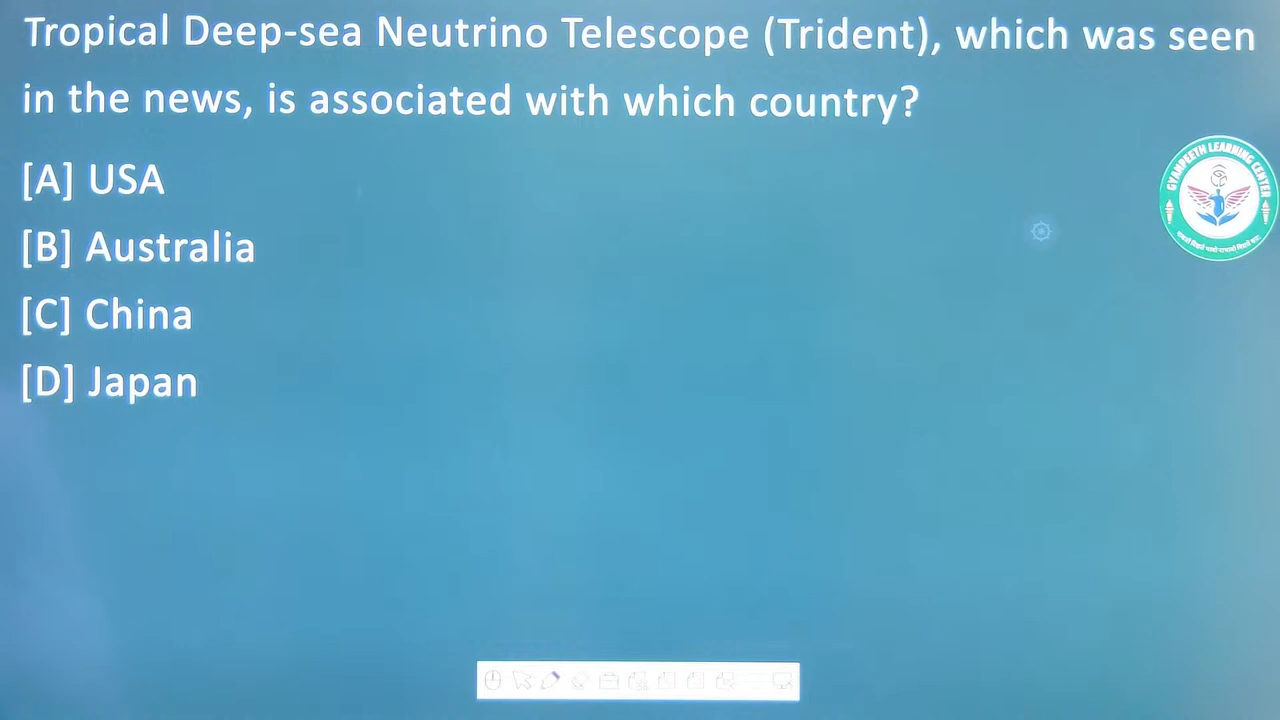 Tropical Deep-sea Neutrino Telescope (Trident), which was seen
in the news, is associated with which country?
[A] USA
[B] Australia
[C] China
[D] Japan
GYANPEETH LEARNING CENTER